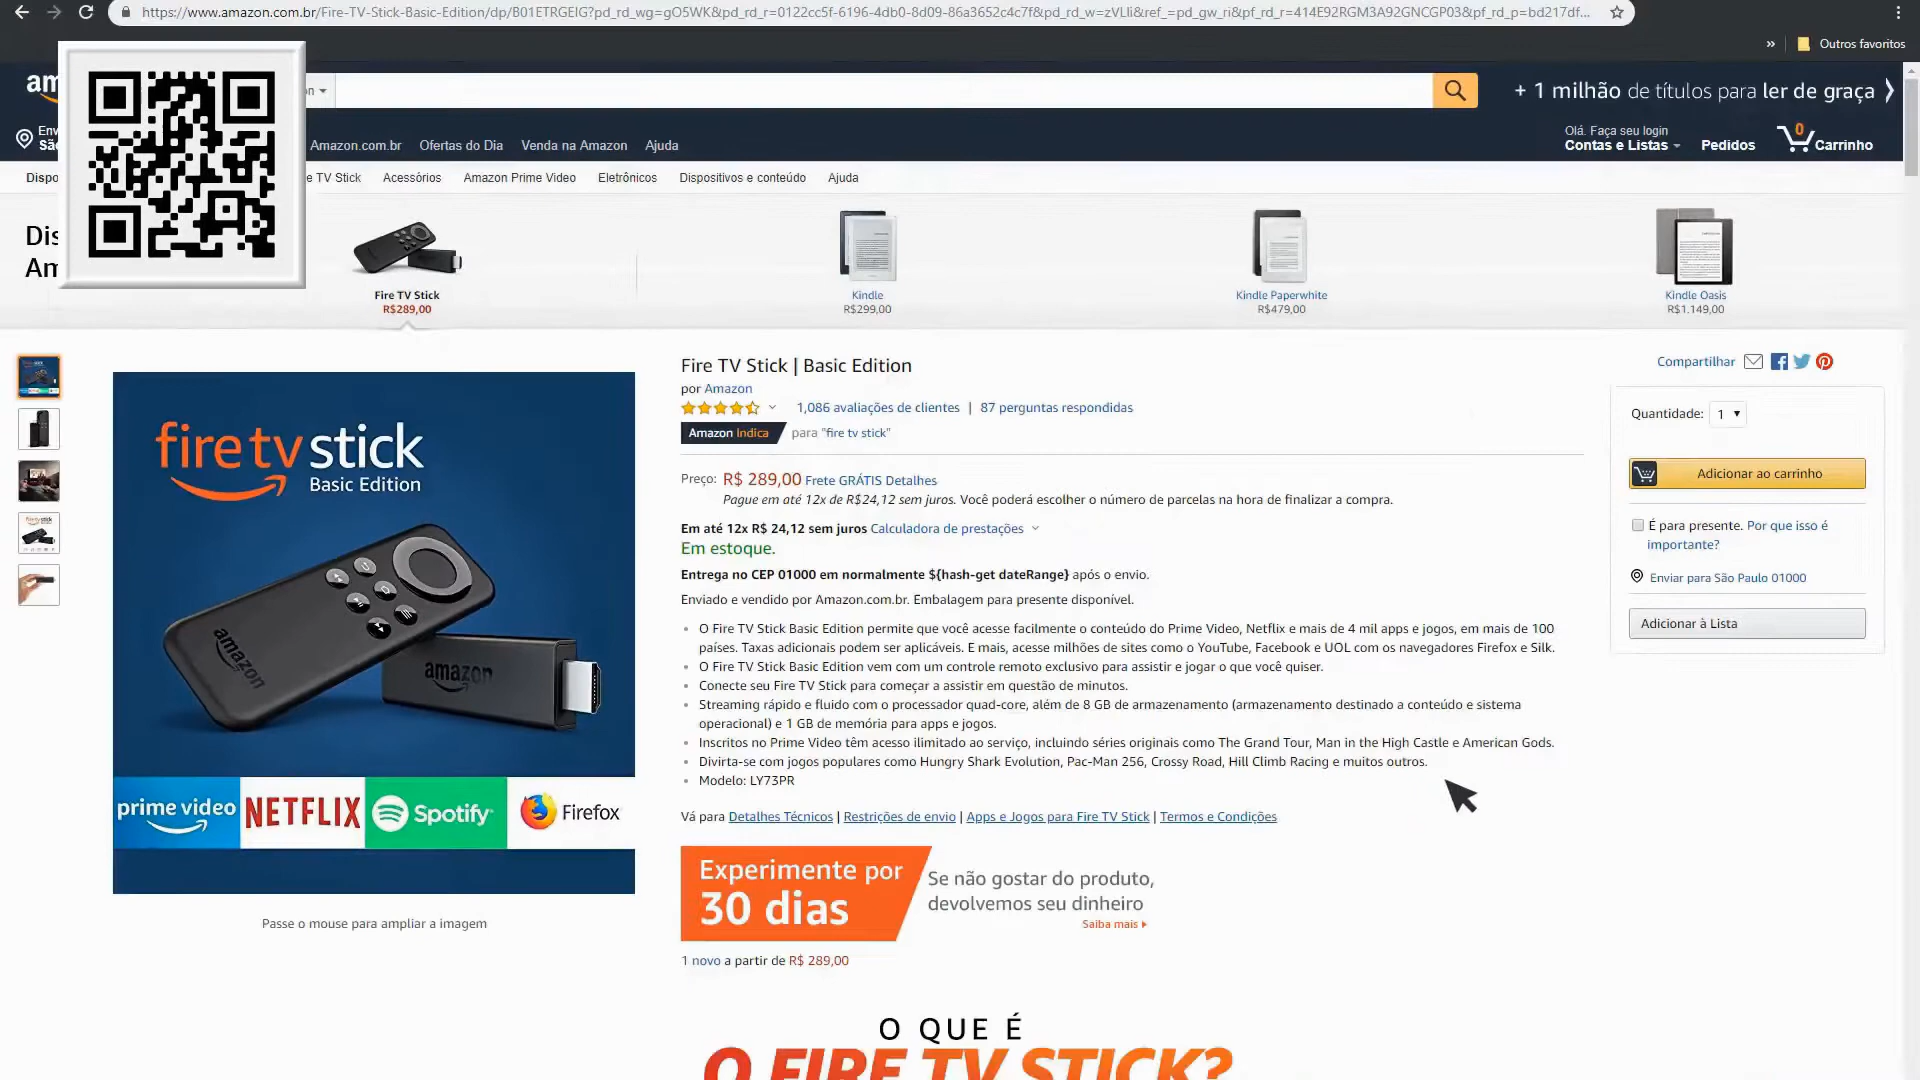 https://www.amazon.com.br/Fire-TV-Stick-Basic-Edition/dp/B01ETRGEIG?pd_rd_wg=gO5WK&pd_rd_r=0122cc5f-6196-4db0-8d09-86a3652c4c7f&pd_rd_w=zVLli&ref_=pd_gw_ri&pf_rd_r=414E92RGM3A92GNCGP03&pf_rd_p=bd217df...
» Outros favoritos
+ 1 milhão de títulos para ler de graça
Olá. Faça seu login
Contas e Listas Pedidos 0 Carrinho
Amazon.com.br Ofertas do Dia Venda na Amazon Ajuda
TV Stick Acessórios Amazon Prime Video Eletrônicos Dispositivos e conteúdo Ajuda
Fire TV Stick
R$289,00
Kindle
R$299,00
Kindle Paperwhite
R$479,00
Kindle Oasis
R$1.149,00
fire tv stick
Basic Edition
amazon
amazon
prime video NETFLIX Spotify Firefox
Passe o mouse para ampliar a imagem
Fire TV Stick | Basic Edition
por Amazon
1,086 avaliações de clientes | 87 perguntas respondidas
Amazon Indica para "fire tv stick"
Preço: R$ 289,00 Frete GRÁTIS Detalhes
Pague em até 12x de R$24,12 sem juros. Você poderá escolher o número de parcelas na hora de finalizar a compra.
Em até 12x R$ 24,12 sem juros Calculadora de prestações
Em estoque.
Entrega no CEP 01000 em normalmente ${hash-get dateRange} após o envio.
Enviado e vendido por Amazon.com.br. Embalagem para presente disponível.
O Fire TV Stick Basic Edition permite que você acesse facilmente o conteúdo do Prime Video, Netflix e mais de 4 mil apps e jogos, em mais de 100
países. Taxas adicionais podem ser aplicáveis. E mais, acesse milhões de sites como o YouTube, Facebook e UOL com os navegadores Firefox e Silk.
O Fire TV Stick Basic Edition vem com um controle remoto exclusivo para assistir e jogar o que você quiser.
Conecte seu Fire TV Stick para começar a assistir em questão de minutos.
Streaming rápido e fluido com o processador quad-core, além de 8 GB de armazenamento (armazenamento destinado a conteúdo e sistema
operacional) e 1 GB de memória para apps e jogos.
Inscritos no Prime Video têm acesso ilimitado ao serviço, incluindo séries originais como The Grand Tour, Man in the High Castle e American Gods.
Divirta-se com jogos populares como Hungry Shark Evolution, Pac-Man 256, Crossy Road, Hill Climb Racing e muitos outros.
Modelo: LY73PR
Vá para Detalhes Técnicos | Restrições de envio | Apps e Jogos para Fire TV Stick | Termos e Condições
Experimente por
30 dias
Se não gostar do produto,
devolvemos seu dinheiro
Saiba mais
1 novo a partir de R$ 289,00
O QUE É
O FIRE TV STICK?
Compartilhar
Quantidade: 1
Adicionar ao carrinho
É para presente. Por que isso é
importante?
Enviar para São Paulo 01000
Adicionar à Lista